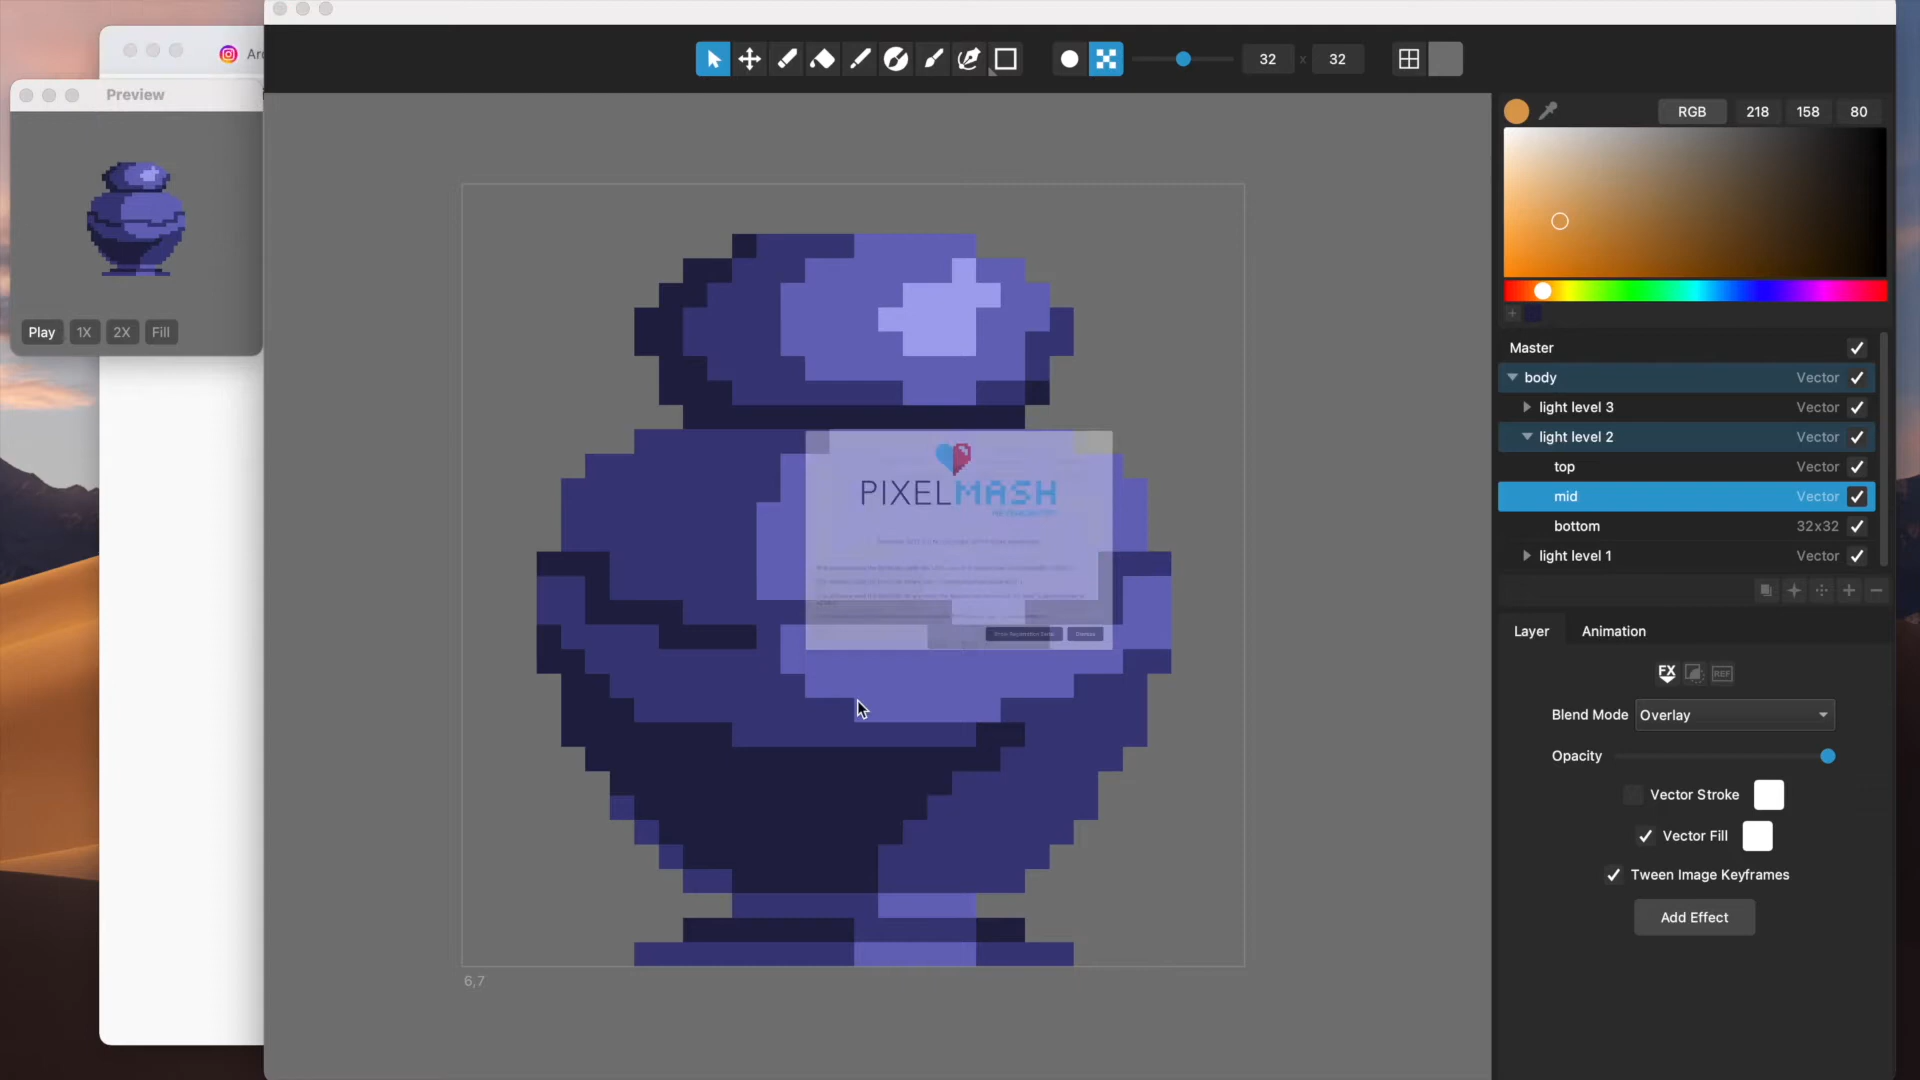 Arc
Preview
Play
1X
2X
Fill
32
x
32
RGB
218
158
80
Master
body
Vector
light level 3
Vector
light level 2
Vector
top
mid
Vector
bottom
32x32
light level 1
Vector
PIXELMASH
Layer
Animation
FX
REF
Blend Mode
Overlay
Opacity
Vector Stroke
Vector Fill
Tween Image Keyframes
Add Effect
6,7